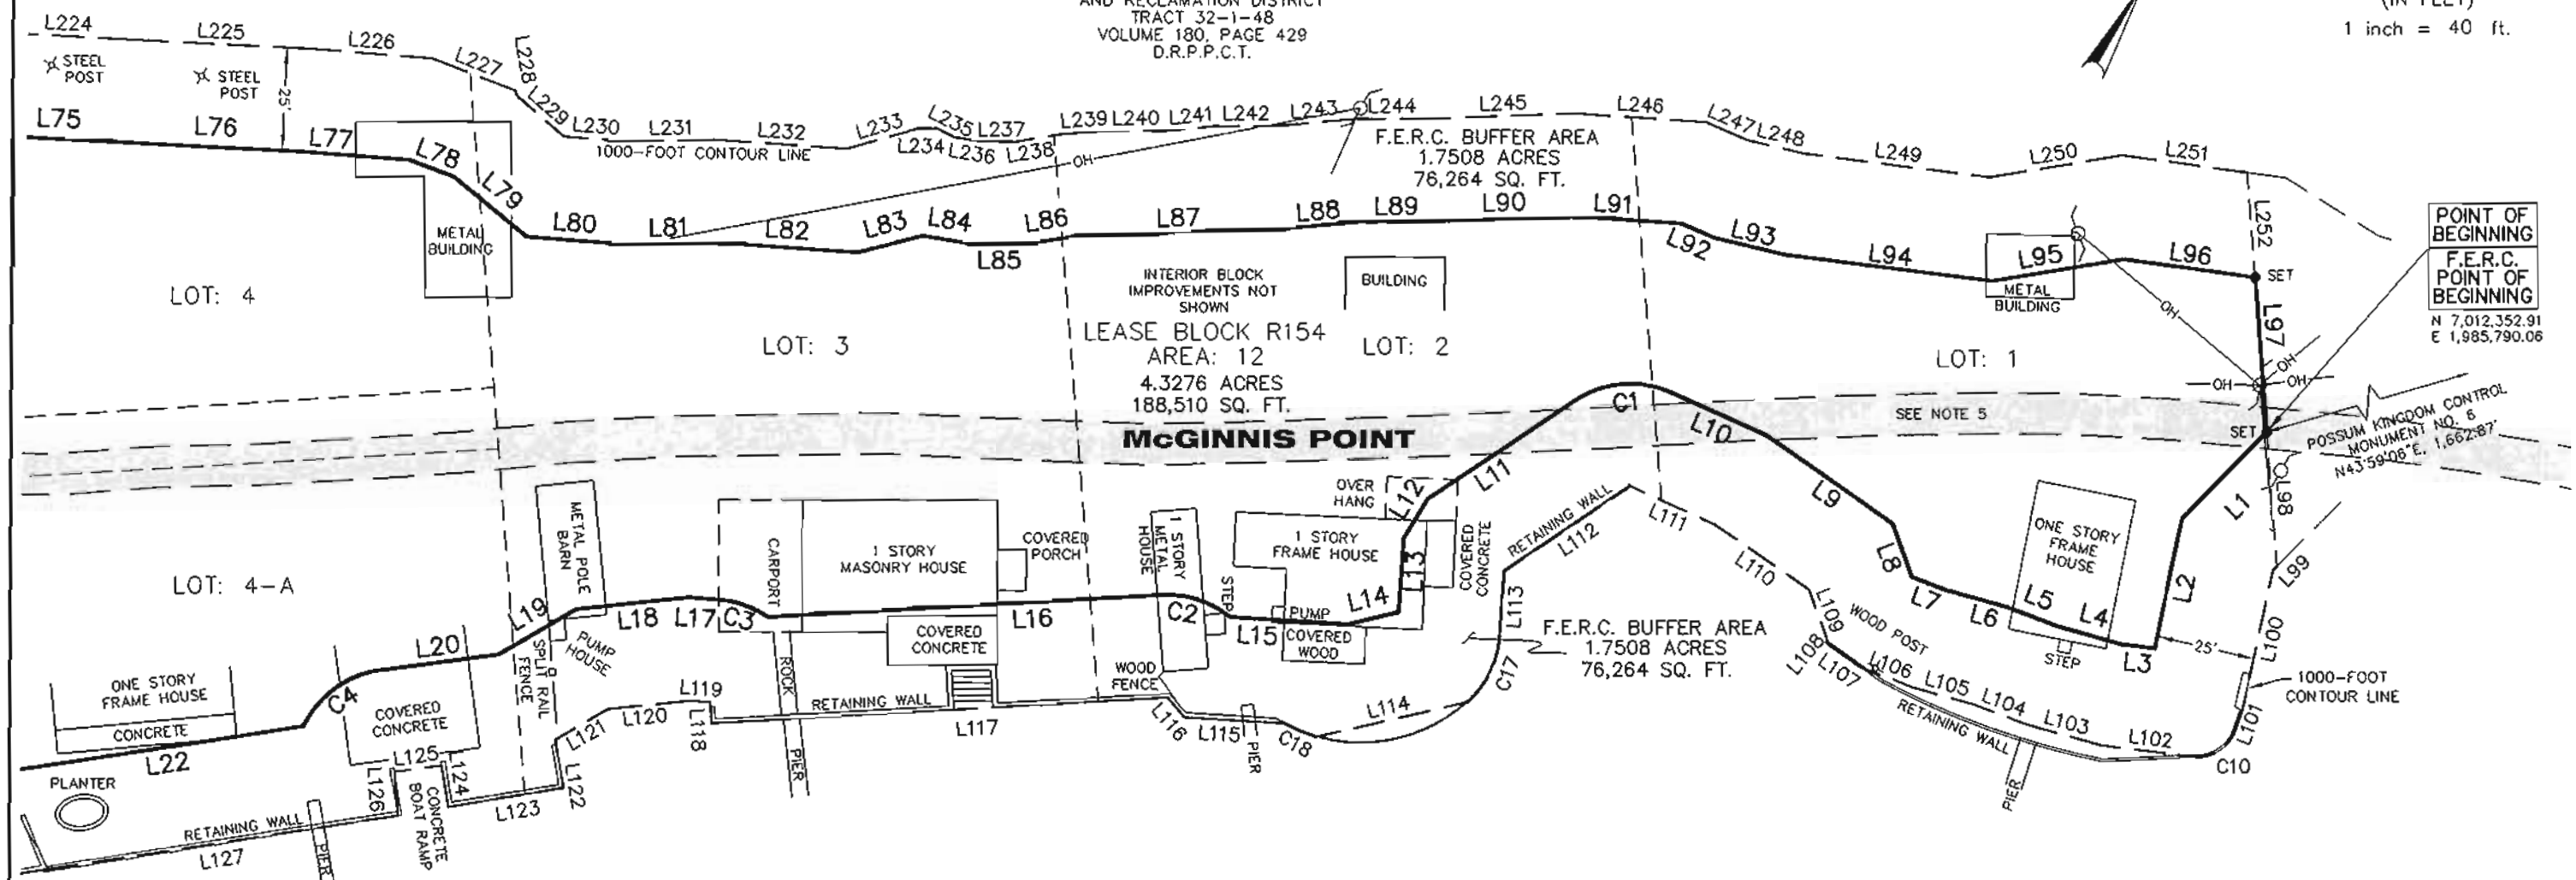 AND RECLAMATION DISTRICT
TRACT 32-1-48
VOLUME 180, PAGE 429
D.R.P.P.C.T.
(IN FEET)
1 inch = 40 ft.
L224
L225
L226
L227
L228
L229
L230
L231
L232
L233
L234
L235
L236
L237
L238
L239
L240
L241
L242
L243
L244
L245
L246
L247
L248
L249
L250
L251
L252
STEEL
POST
STEEL
POST
25'
1000-FOOT CONTOUR LINE
OH
F.E.R.C. BUFFER AREA
1.7508 ACRES
76,264 SQ. FT.
L75
L76
L77
L78
L79
L80
L81
L82
L83
L84
L85
L86
L87
L88
L89
L90
L91
L92
L93
L94
L95
L96
L97
METAL
BUILDING
METAL
BUILDING
SET
POINT OF
BEGINNING
F.E.R.C.
POINT OF
BEGINNING
N 7,012,352.91
E 1,985,790.06
INTERIOR BLOCK
IMPROVEMENTS NOT
SHOWN
BUILDING
LEASE BLOCK R154
AREA: 12
4.3276 ACRES
188,510 SQ. FT.
LOT: 4
LOT: 3
LOT: 2
LOT: 1
OH
OH
OH
OH
SEE NOTE 5
McGINNIS POINT
SET
POSSUM KINGDOM CONTROL
MONUMENT NO. 6
N43°59'06"E, 1,662.87'
C1
L10
L11
L12
L13
L14
L9
L8
L7
L6
L5
L4
L3
L2
L1
L98
L99
L100
L101
ONE STORY
FRAME
HOUSE
STEP
25'
1000-FOOT
CONTOUR LINE
C10
L102
L103
L104
L105
L106
L107
L108
L109
L110
L111
WOOD POST
RETAINING WALL
PIER
RETAINING WALL
L112
L113
C17
L114
F.E.R.C. BUFFER AREA
1.7508 ACRES
76,264 SQ. FT.
OVER
HANG
COVERED
CONCRETE
1 STORY
FRAME HOUSE
PUMP
COVERED
WOOD
STEP
L15
C2
1 STORY
METAL
HOUSE
L16
COVERED
PORCH
1 STORY
MASONRY HOUSE
CARPORT
COVERED
CONCRETE
WOOD
FENCE
RETAINING WALL
ROCK
PIER
L115
L116
L117
L118
L119
L120
L121
L122
C18
PIER
METAL POLE
BARN
C3
L17
L18
L19
L20
PUMP
HOUSE
SPLIT RAIL
FENCE
LOT: 4-A
ONE STORY
FRAME HOUSE
CONCRETE
COVERED
CONCRETE
C4
L22
L123
L124
L125
L126
L127
CONCRETE
BOAT RAMP
PLANTER
RETAINING WALL
PIER